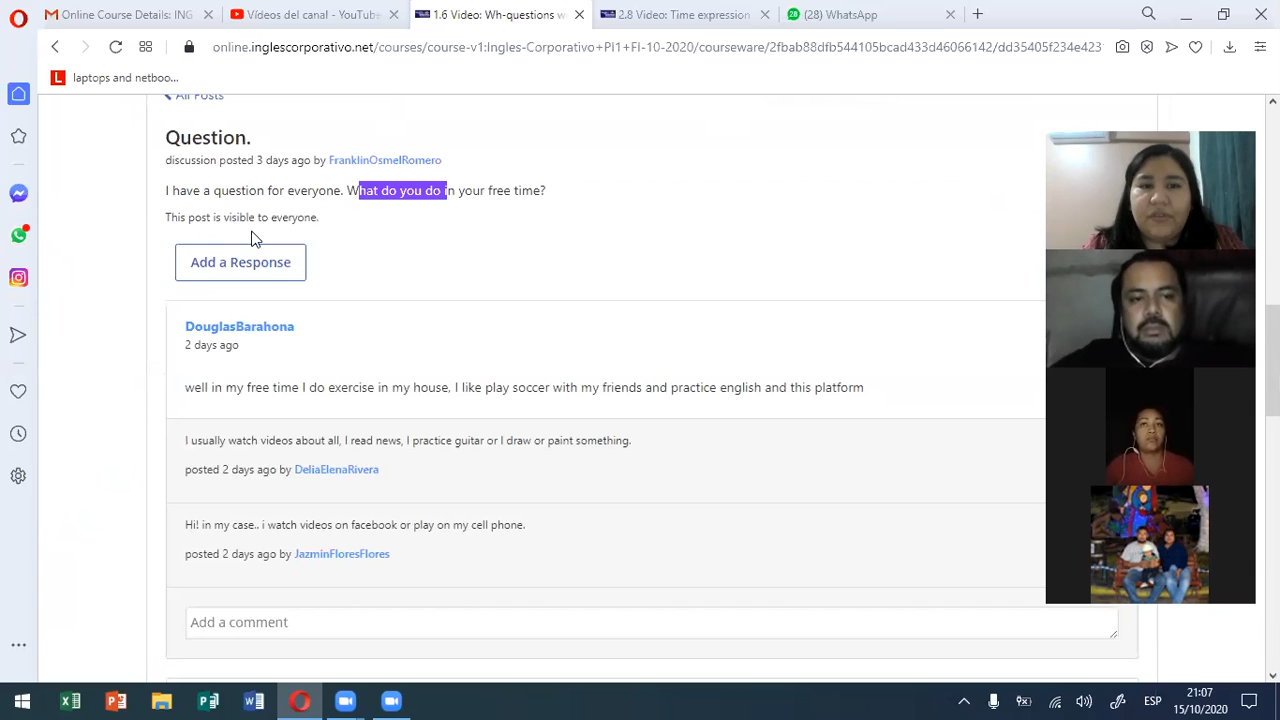 Online Course Details: ING
Vídeos del canal - YouTube
1.6 Video: Wh-questions w
2.8 Video: Time expression
(28) WhatsApp
online.inglescorporativo.net/courses/course-v1:Ingles-Corporativo+PI1+FI-10-2020/courseware/2fbab88dfb544105bcad433d46066142/dd35405f234e423
L laptops and netboo...
All Posts
Question.
discussion posted 3 days ago by FranklinOsmelRomero
I have a question for everyone. What do you do in your free time?
This post is visible to everyone.
Add a Response
DouglasBarahona
2 days ago
well in my free time I do exercise in my house, I like play soccer with my friends and practice english and this platform
I usually watch videos about all, I read news, I practice guitar or I draw or paint something.
posted 2 days ago by DeliaElenaRivera
Hi! in my case.. i watch videos on facebook or play on my cell phone.
posted 2 days ago by JazminFloresFlores
Add a comment
ESP
21:07
15/10/2020